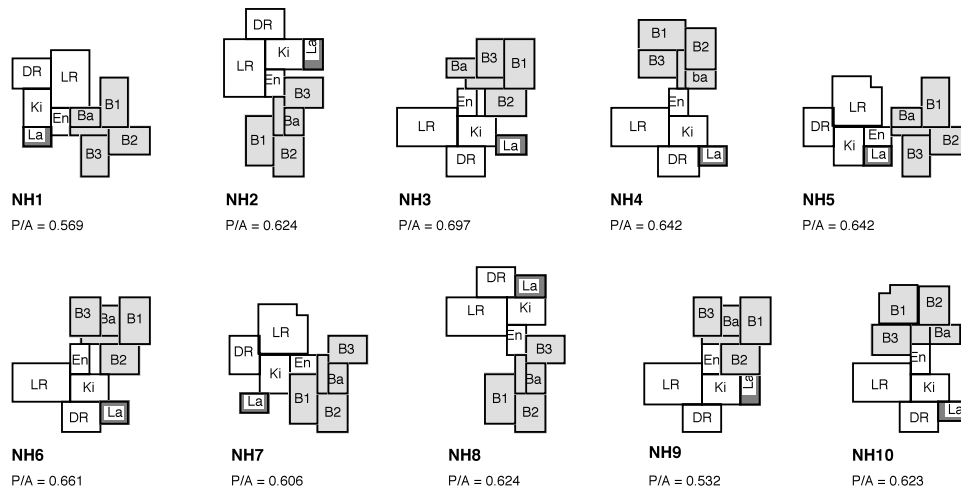 DR
LR
Ki
En
La
Ba
B1
B2
B3
NH1
P/A = 0.569
DR
LR
Ki
La
En
B3
Ba
B1
B2
NH2
P/A = 0.624
Ba
B3
B1
En
B2
LR
Ki
La
DR
NH3
P/A = 0.697
B1
B2
B3
ba
En
LR
Ki
DR
La
NH4
P/A = 0.642
LR
B1
DR
Ba
En
Ki
La
B2
B3
NH5
P/A = 0.642
B3
Ba
B1
En
B2
LR
Ki
DR
La
NH6
P/A = 0.661
LR
DR
B3
En
Ki
Ba
La
B1
B2
NH7
P/A = 0.606
DR
La
LR
Ki
En
B3
Ba
B1
B2
NH8
P/A = 0.624
B3
Ba
B1
En
B2
LR
Ki
La
DR
NH9
P/A = 0.532
B1
B2
B3
Ba
En
LR
Ki
DR
La
NH10
P/A = 0.623